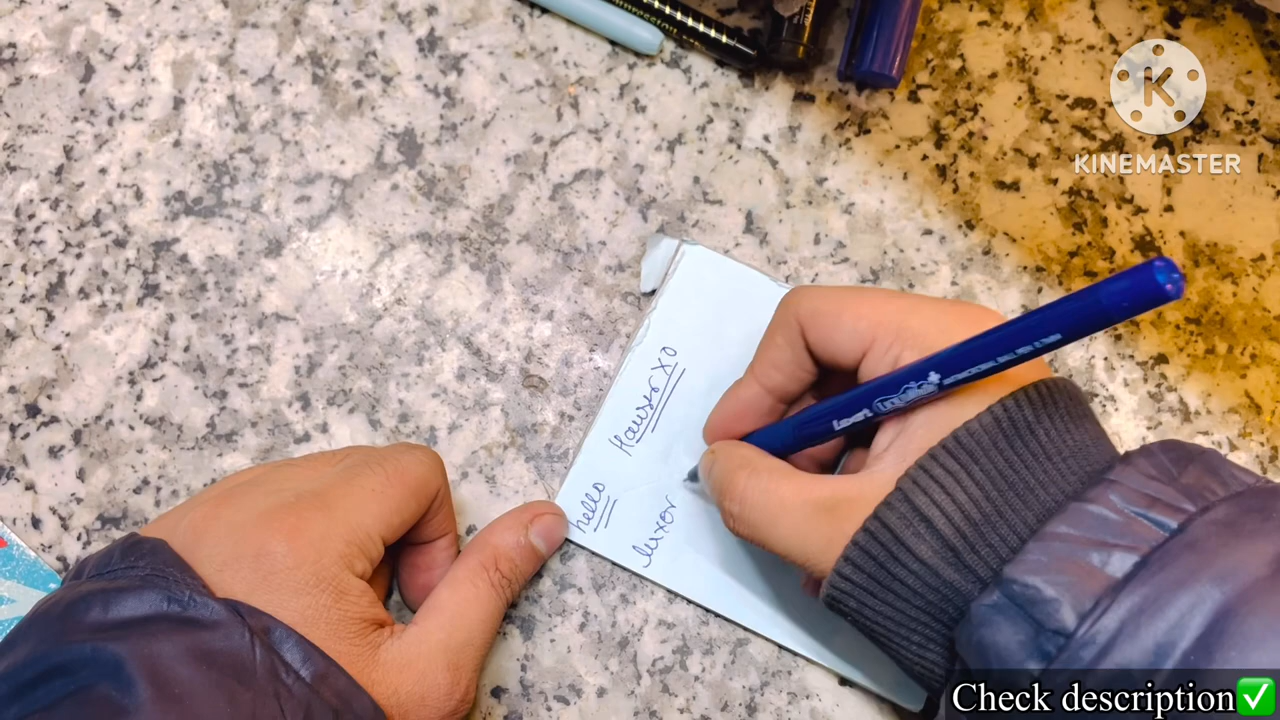 KINEMASTER
hello
Hauser XO
luxor
Check description✅